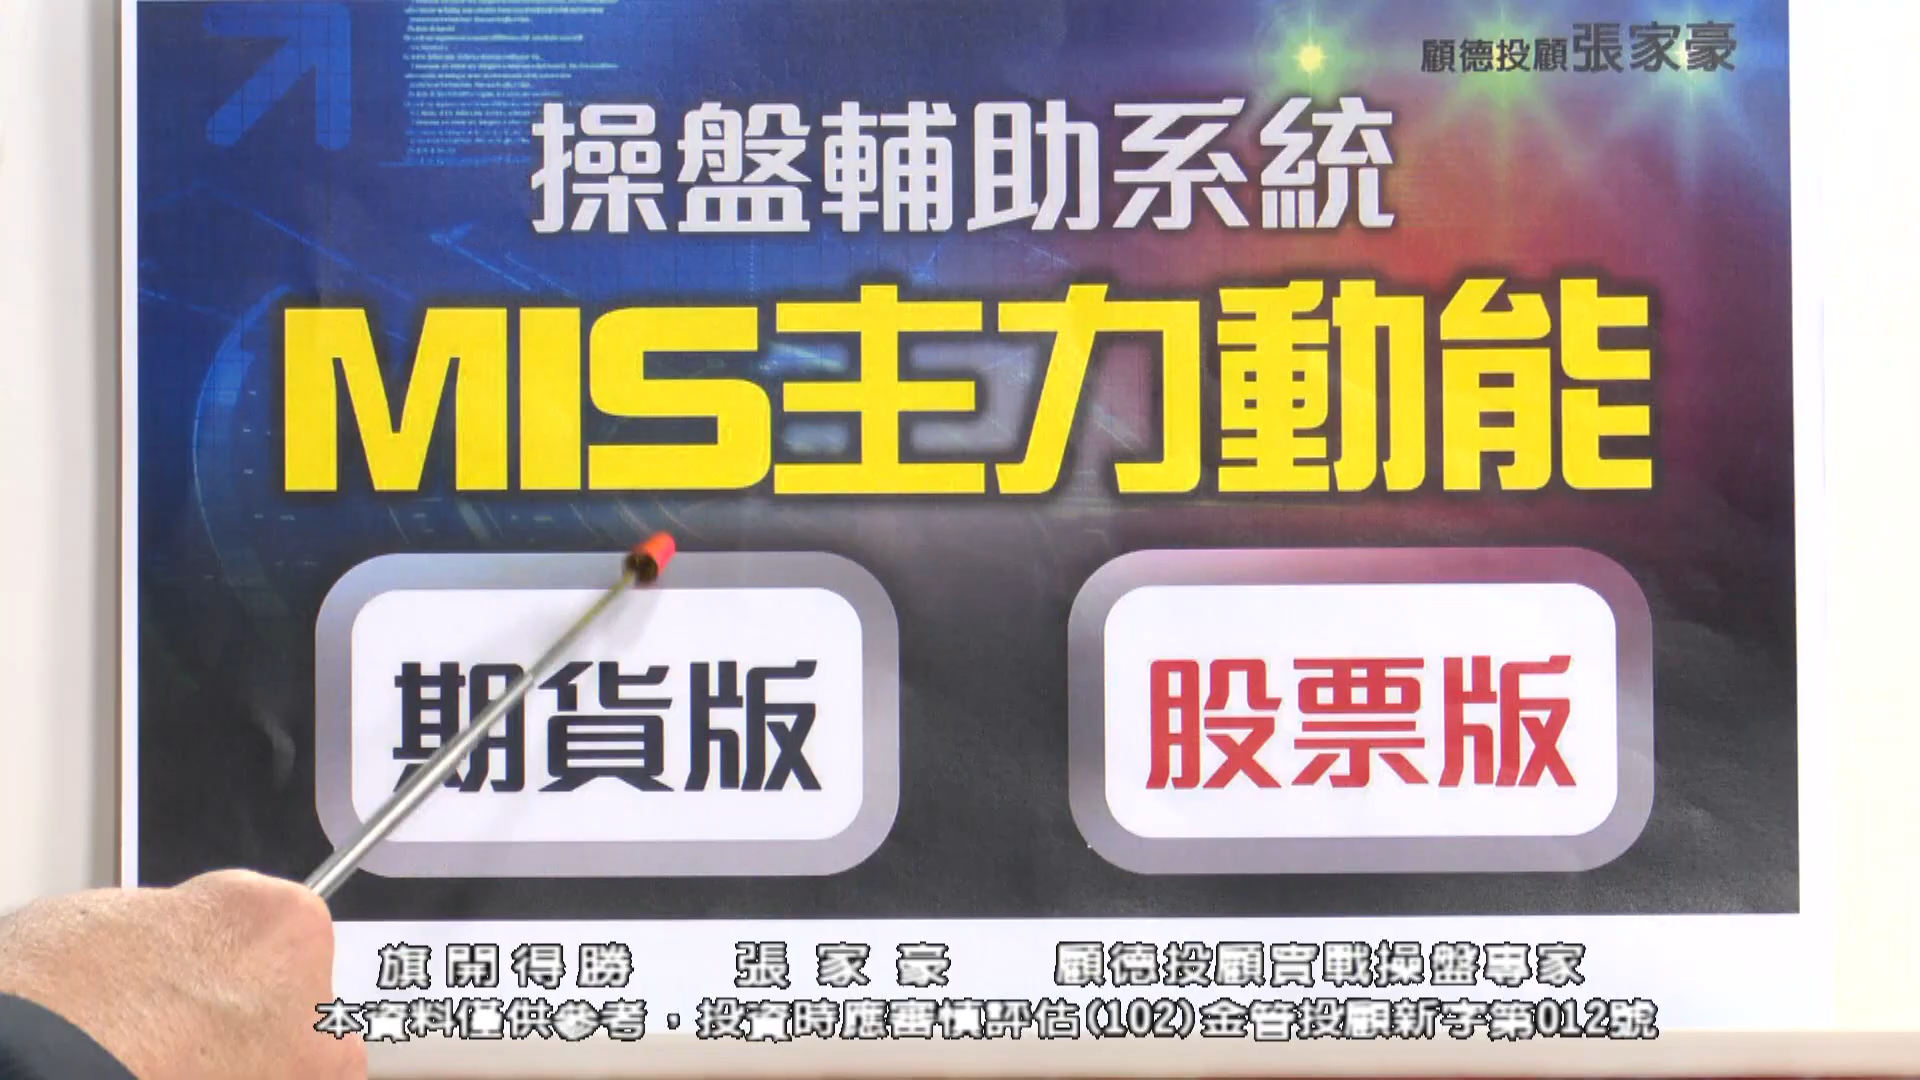 顧德投顧張家豪
操盤輔助系統
MIS主力動能
期貨版 股票版
旗開得勝 張家豪 顧德投顧實戰操盤專家
本資料僅供參考，投資時應審慎評估(102)金管投顧新字第012號